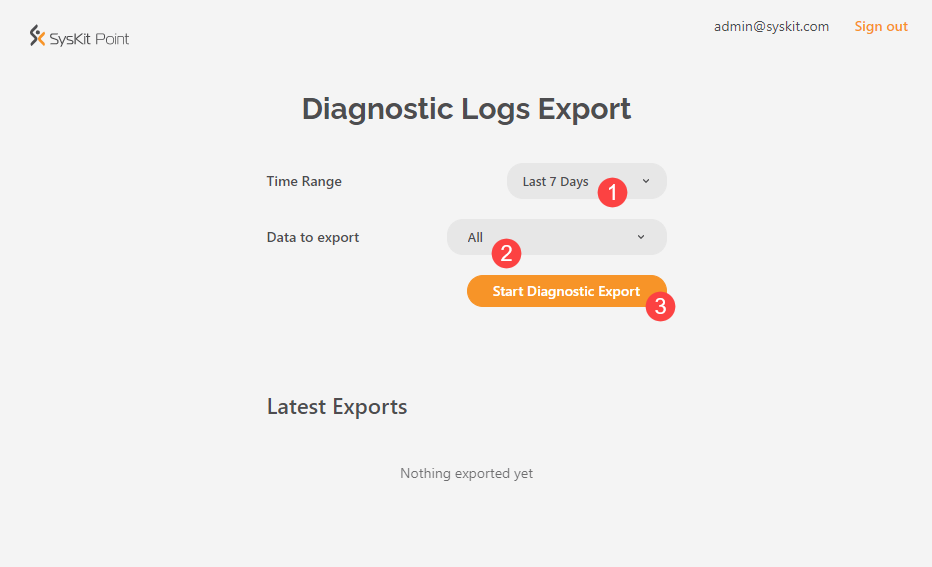 SysKit Point
admin@syskit.com Sign out
Diagnostic Logs Export
Time Range Last 7 Days 1
Data to export All 2
Start Diagnostic Export 3
Latest Exports
Nothing exported yet